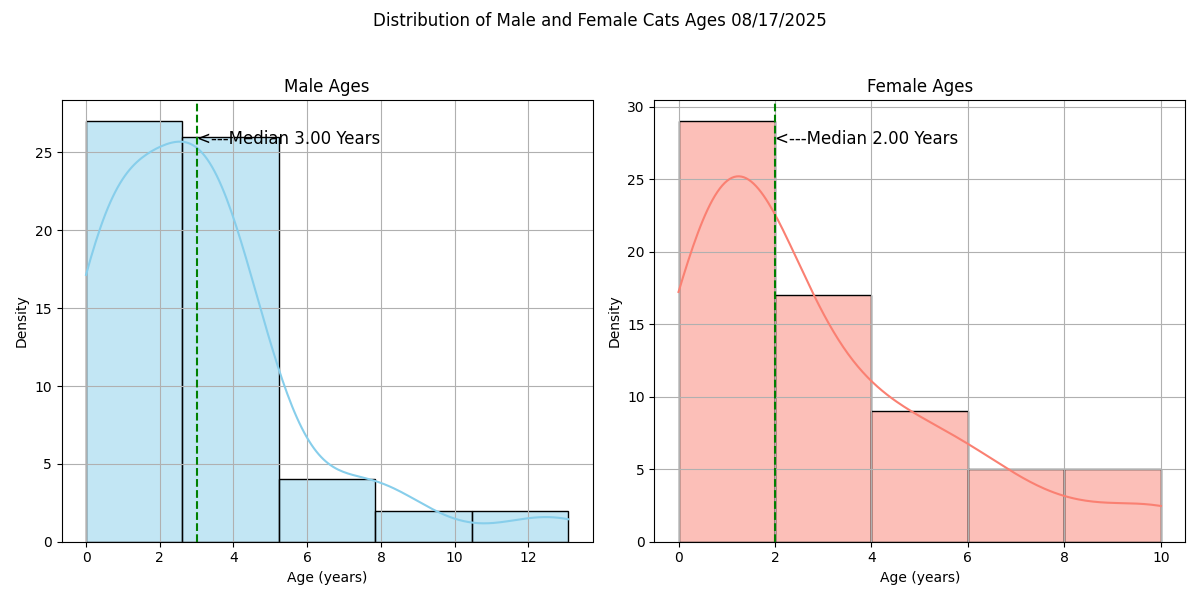 Distribution of Male and Female Cats Ages 08/17/2025
Male Ages
<---Median 3.00 Years
25
20
15
10
5
0
Density
0 2 4 6 8 10 12
Age (years)
Female Ages
<---Median 2.00 Years
30
25
20
15
10
5
0
Density
0 2 4 6 8 10
Age (years)